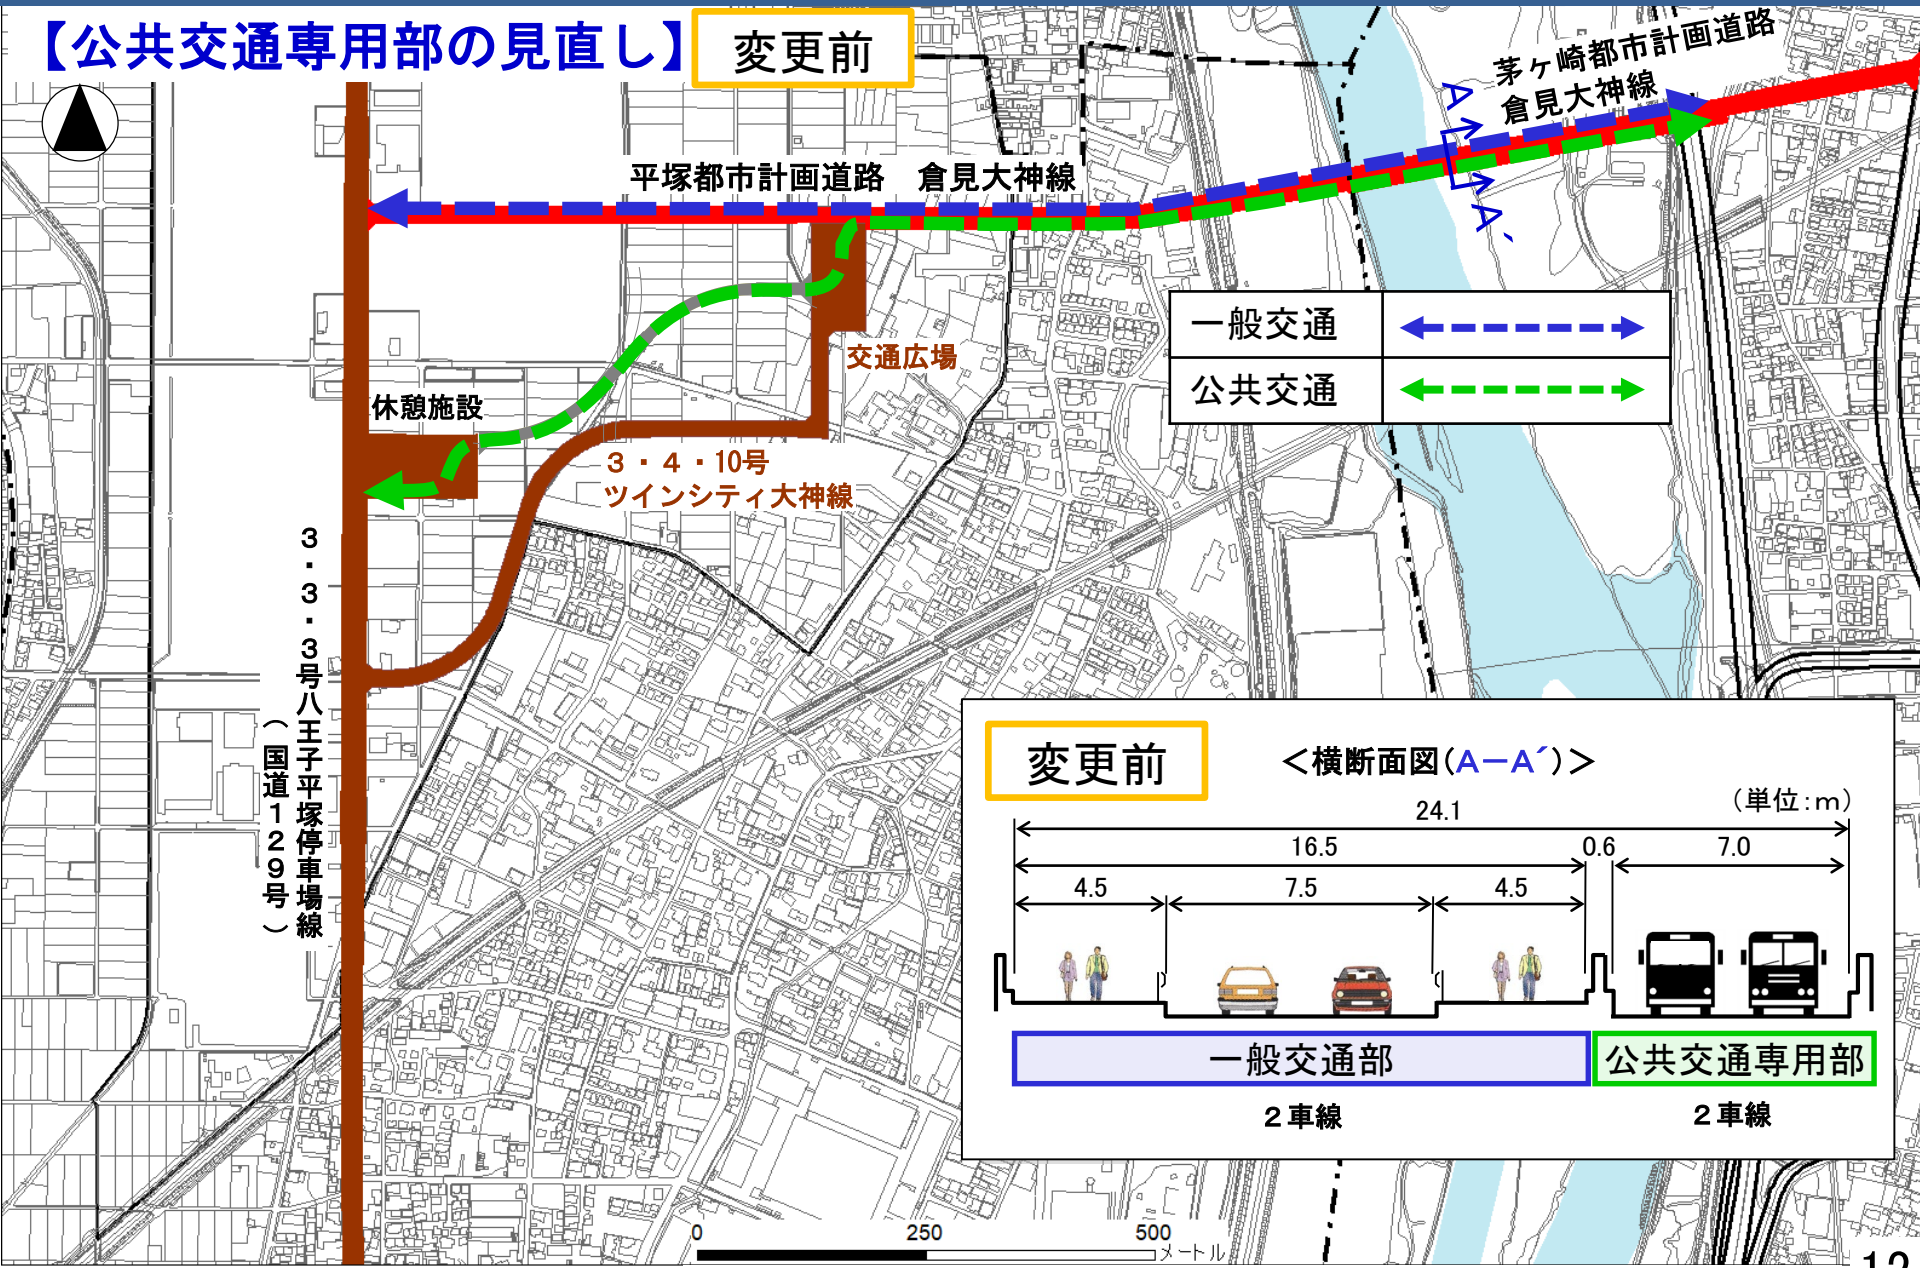 【公共交通専用部の見直し】
変更前
茅ヶ崎都市計画道路
倉見大神線
A
A´
平塚都市計画道路　倉見大神線
一般交通
公共交通
交通広場
休憩施設
３・４・10号
ツインシティ大神線
３・３・３号八王子平塚停車場線
（国道１２９号）
変更前
＜横断面図（A－A´）＞
（単位：ｍ）
24.1
16.5
0.6
7.0
4.5
7.5
4.5
一般交通部
公共交通専用部
２車線
２車線
0
250
500
メートル